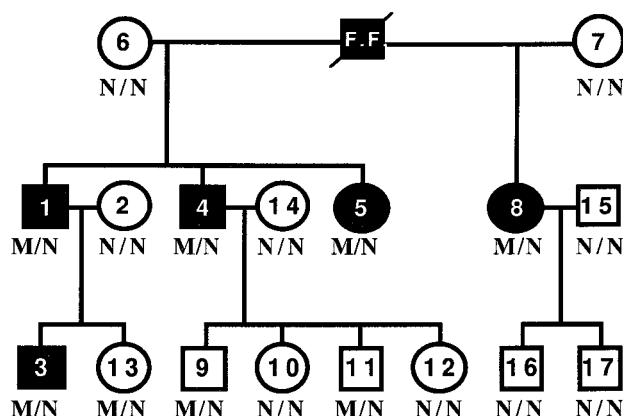 6 F.F 7
N/N N/N
1 2 4 14 5 8 15
M/N N/N M/N N/N M/N M/N N/N
3 13 9 10 11 12 16 17
M/N M/N M/N N/N M/N N/N N/N N/N